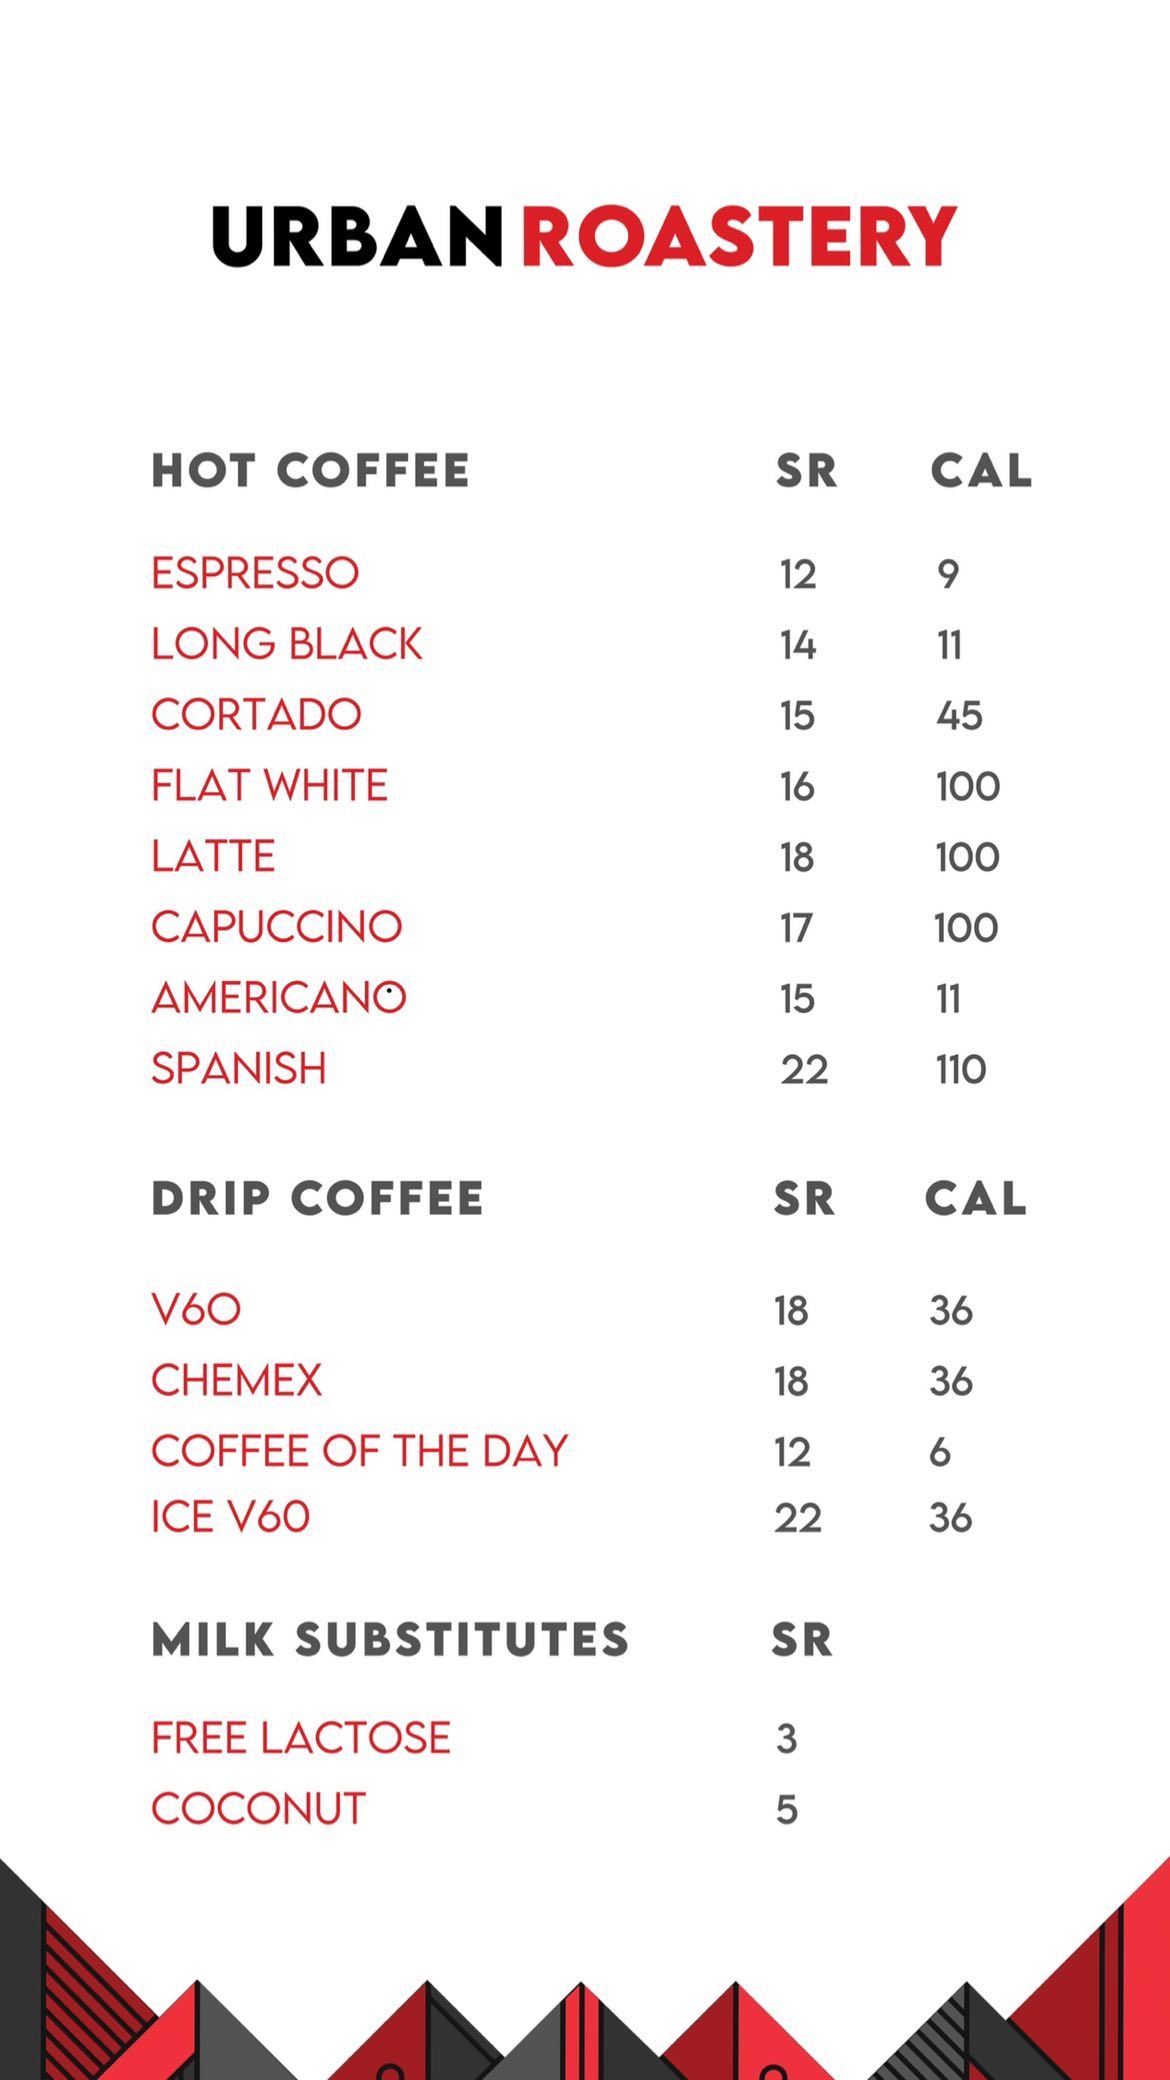 URBAN ROASTERY
HOT COFFEE SR CAL
ESPRESSO 12 9
LONG BLACK 14 11
CORTADO 15 45
FLAT WHITE 16 100
LATTE 18 100
CAPUCCINO 17 100
AMERICANO 15 11
SPANISH 22 110
DRIP COFFEE SR CAL
V60 18 36
CHEMEX 18 36
COFFEE OF THE DAY 12 6
ICE V60 22 36
MILK SUBSTITUTES SR
FREE LACTOSE 3
COCONUT 5